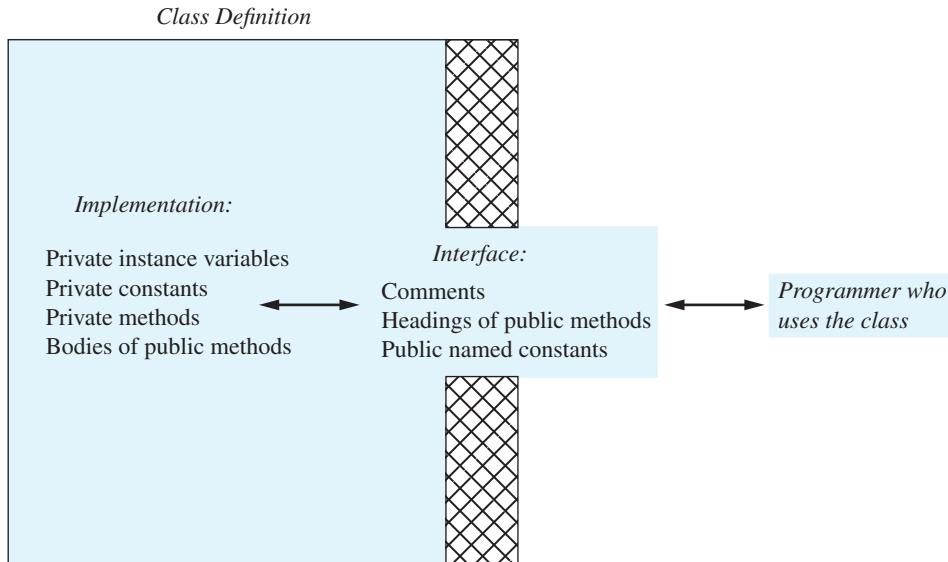 Class Definition
Implementation:
Private instance variables
Private constants
Private methods
Bodies of public methods
Interface:
Comments
Headings of public methods
Public named constants
Programmer who
uses the class